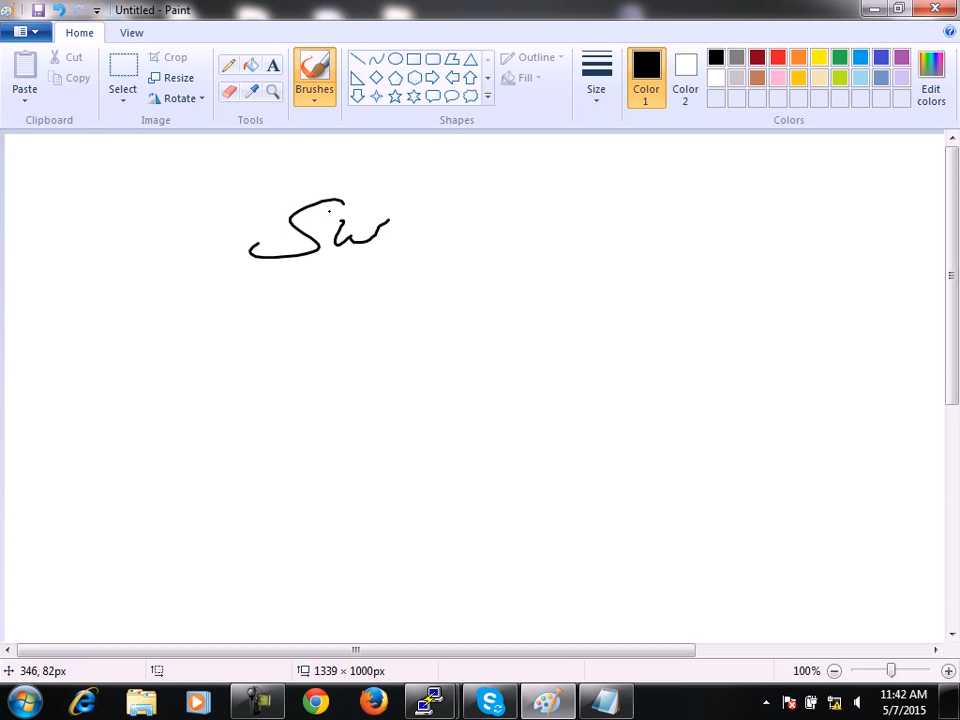 Untitled - Paint
Home View
Paste
Cut
Copy
Clipboard
Select
Crop
Resize
Rotate
Image
A
Tools
Brushes
Outline
Fill
Shapes
Size
Color 1
Color 2
Edit colors
Colors
346, 82px
1339 × 1000px
100%
11:42 AM
5/7/2015